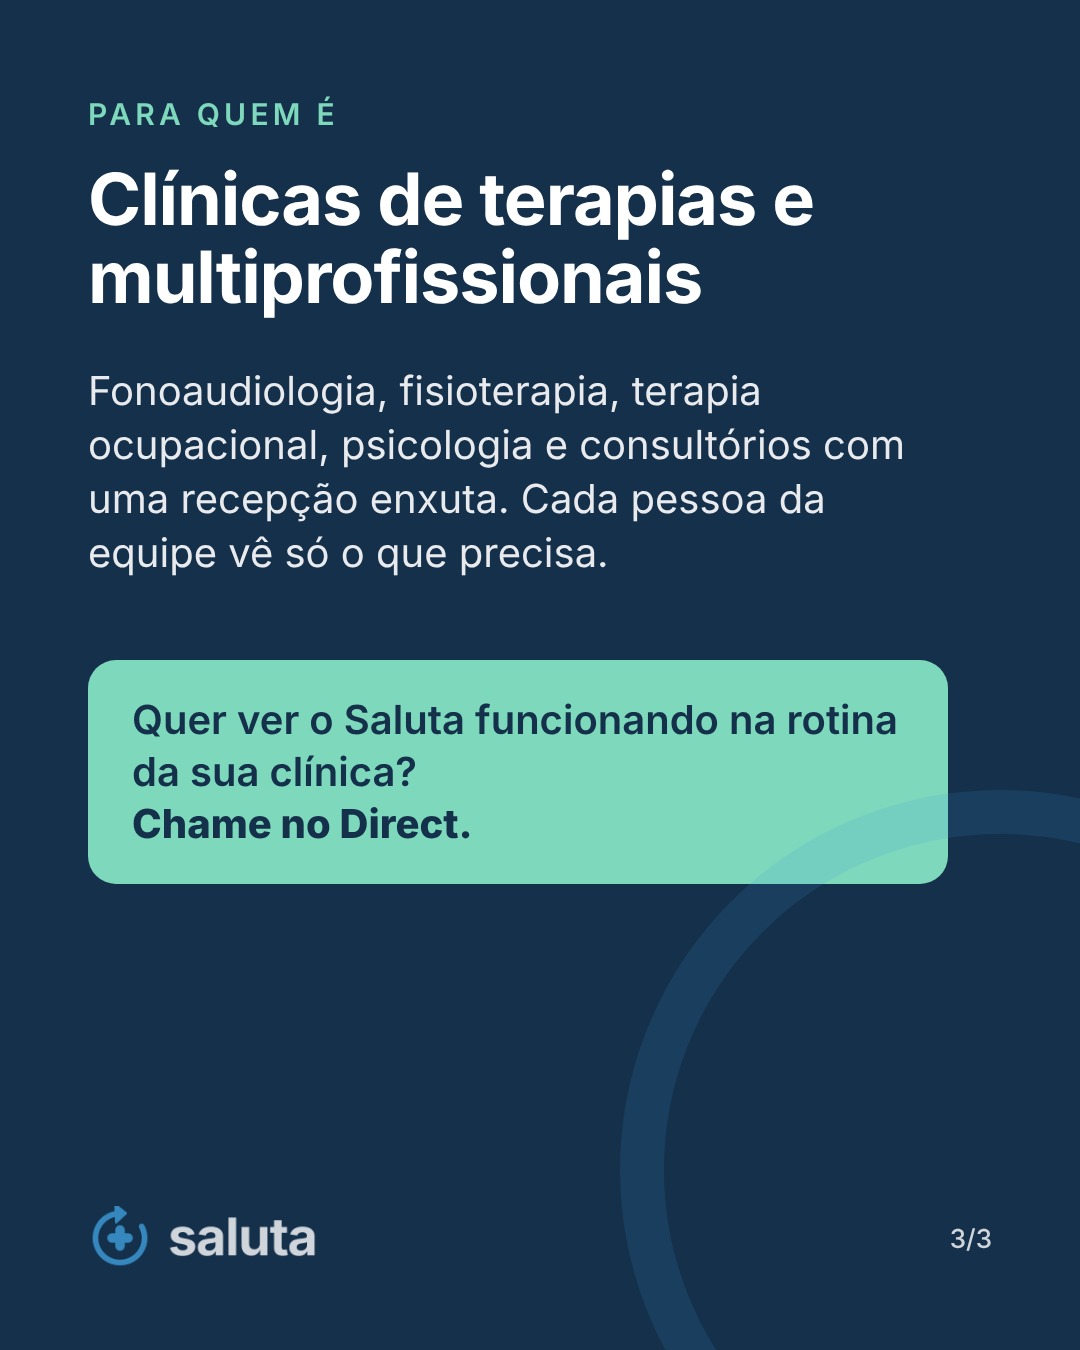 PARA QUEM É
Clínicas de terapias e
multiprofissionais
Fonoaudiologia, fisioterapia, terapia
ocupacional, psicologia e consultórios com
uma recepção enxuta. Cada pessoa da
equipe vê só o que precisa.
Quer ver o Saluta funcionando na rotina
da sua clínica?
Chame no Direct.
saluta
3/3